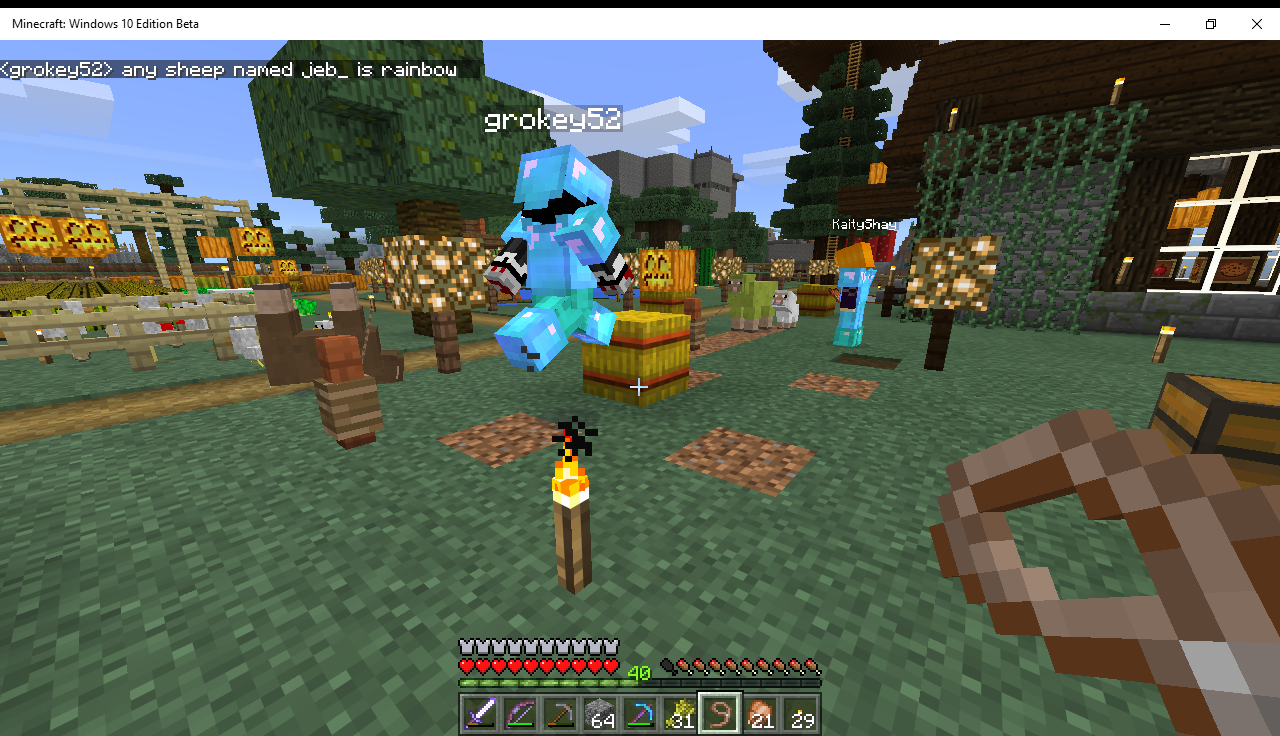 Minecraft: Windows 10 Edition Beta
<grokey52> any sheep named jeb_ is rainbow
grokey52
KaityShay
40
64
31
21
29